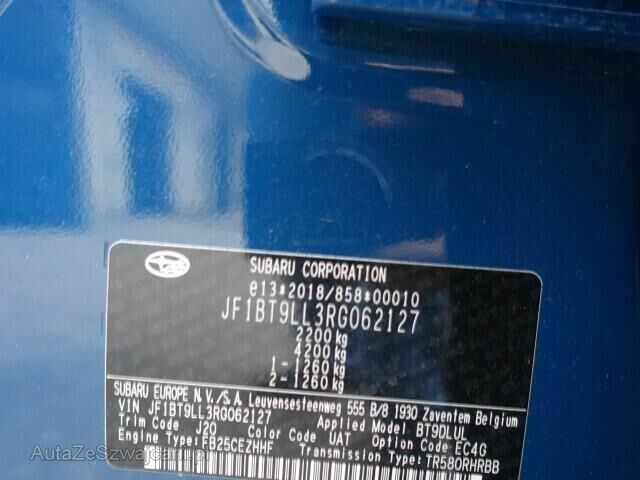 SUBARU CORPORATION
e13*2018/858*00010
JF1BT9LL3RG062127
2200 kg
4200 kg
1 - 1260 kg
2 - 1260 kg
SUBARU EUROPE N.V./S.A. Leuvensesteenweg 555 B/8 1930 Zaventem Belgium
VIN JF1BT9LL3RG062127 Applied Model BT9DLUL
Trim Code J20 Color Code UAT Option Code EC4G
Engine Type FB25CEZHHF Transmission Type TR580RHRBB
AutaZeSzwajcarii.pl